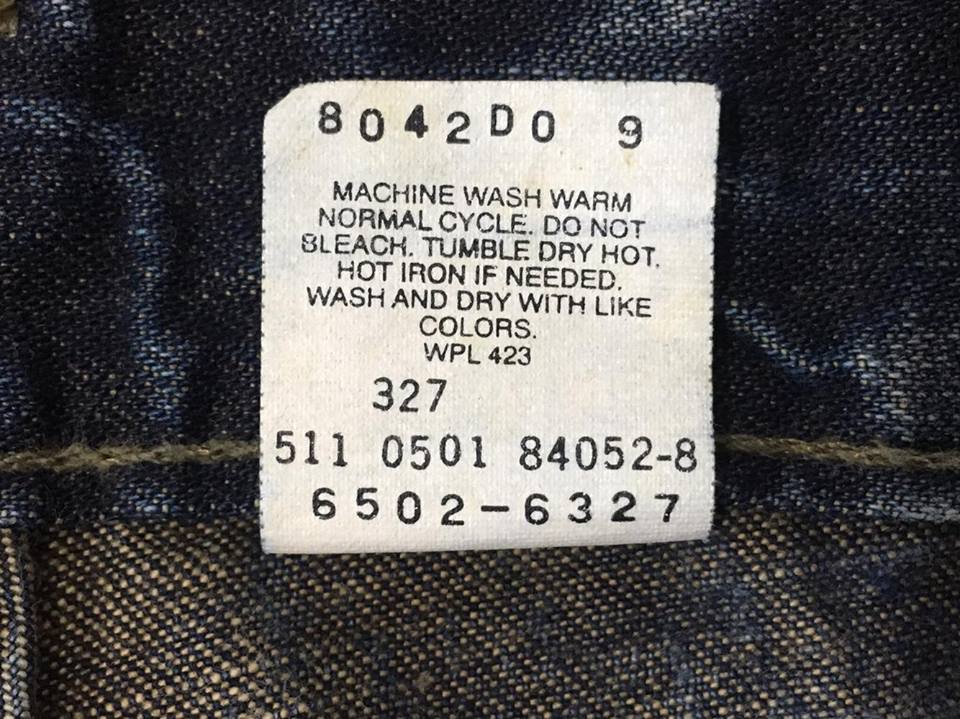 8042D0 9
MACHINE WASH WARM
NORMAL CYCLE. DO NOT
BLEACH. TUMBLE DRY HOT.
HOT IRON IF NEEDED.
WASH AND DRY WITH LIKE
COLORS.
WPL 423
327
511 0501 84052-8
6502-6327